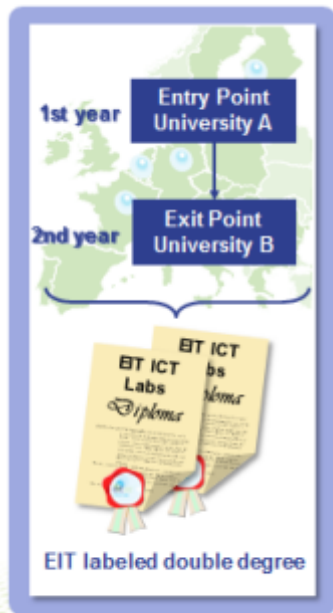 1st year
Entry Point
University A
2nd year
Exit Point
University B
EIT ICT
Labs
Diploma
EIT ICT
EIT labeled double degree